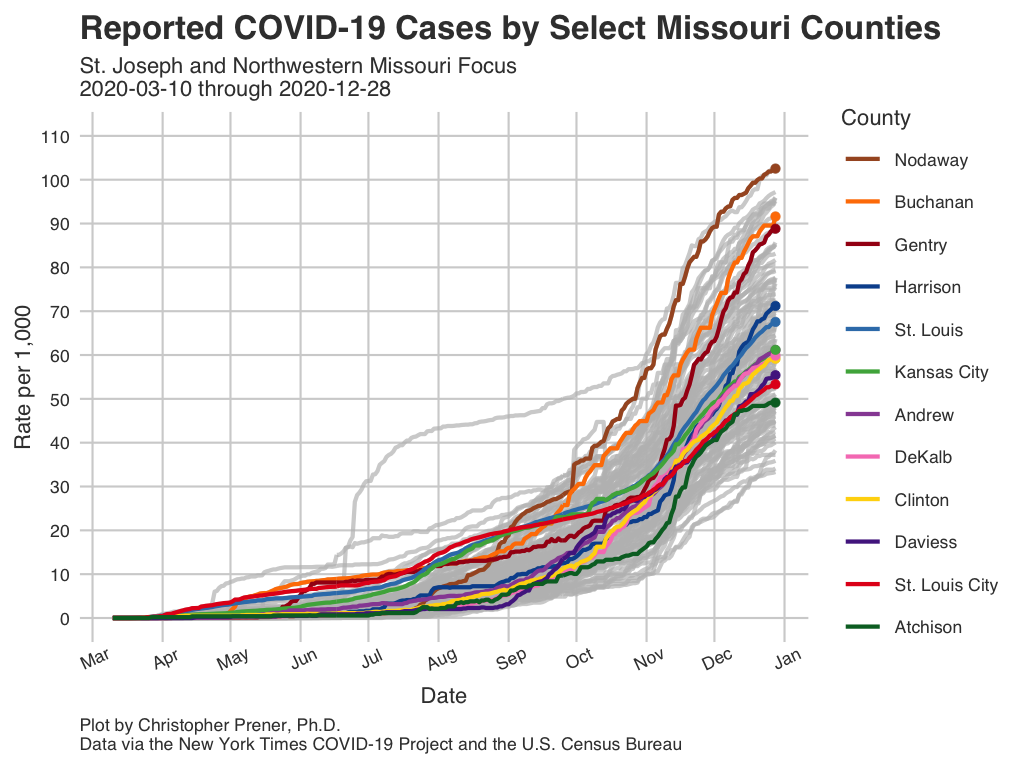 Reported COVID-19 Cases by Select Missouri Counties
St. Joseph and Northwestern Missouri Focus
2020-03-10 through 2020-12-28
County
Nodaway
Buchanan
Gentry
Harrison
St. Louis
Kansas City
Andrew
DeKalb
Clinton
Daviess
St. Louis City
Atchison
Rate per 1,000
110
100
90
80
70
60
50
40
30
20
10
0
Mar Apr May Jun Jul Aug Sep Oct Nov Dec Jan
Date
Plot by Christopher Prener, Ph.D.
Data via the New York Times COVID-19 Project and the U.S. Census Bureau